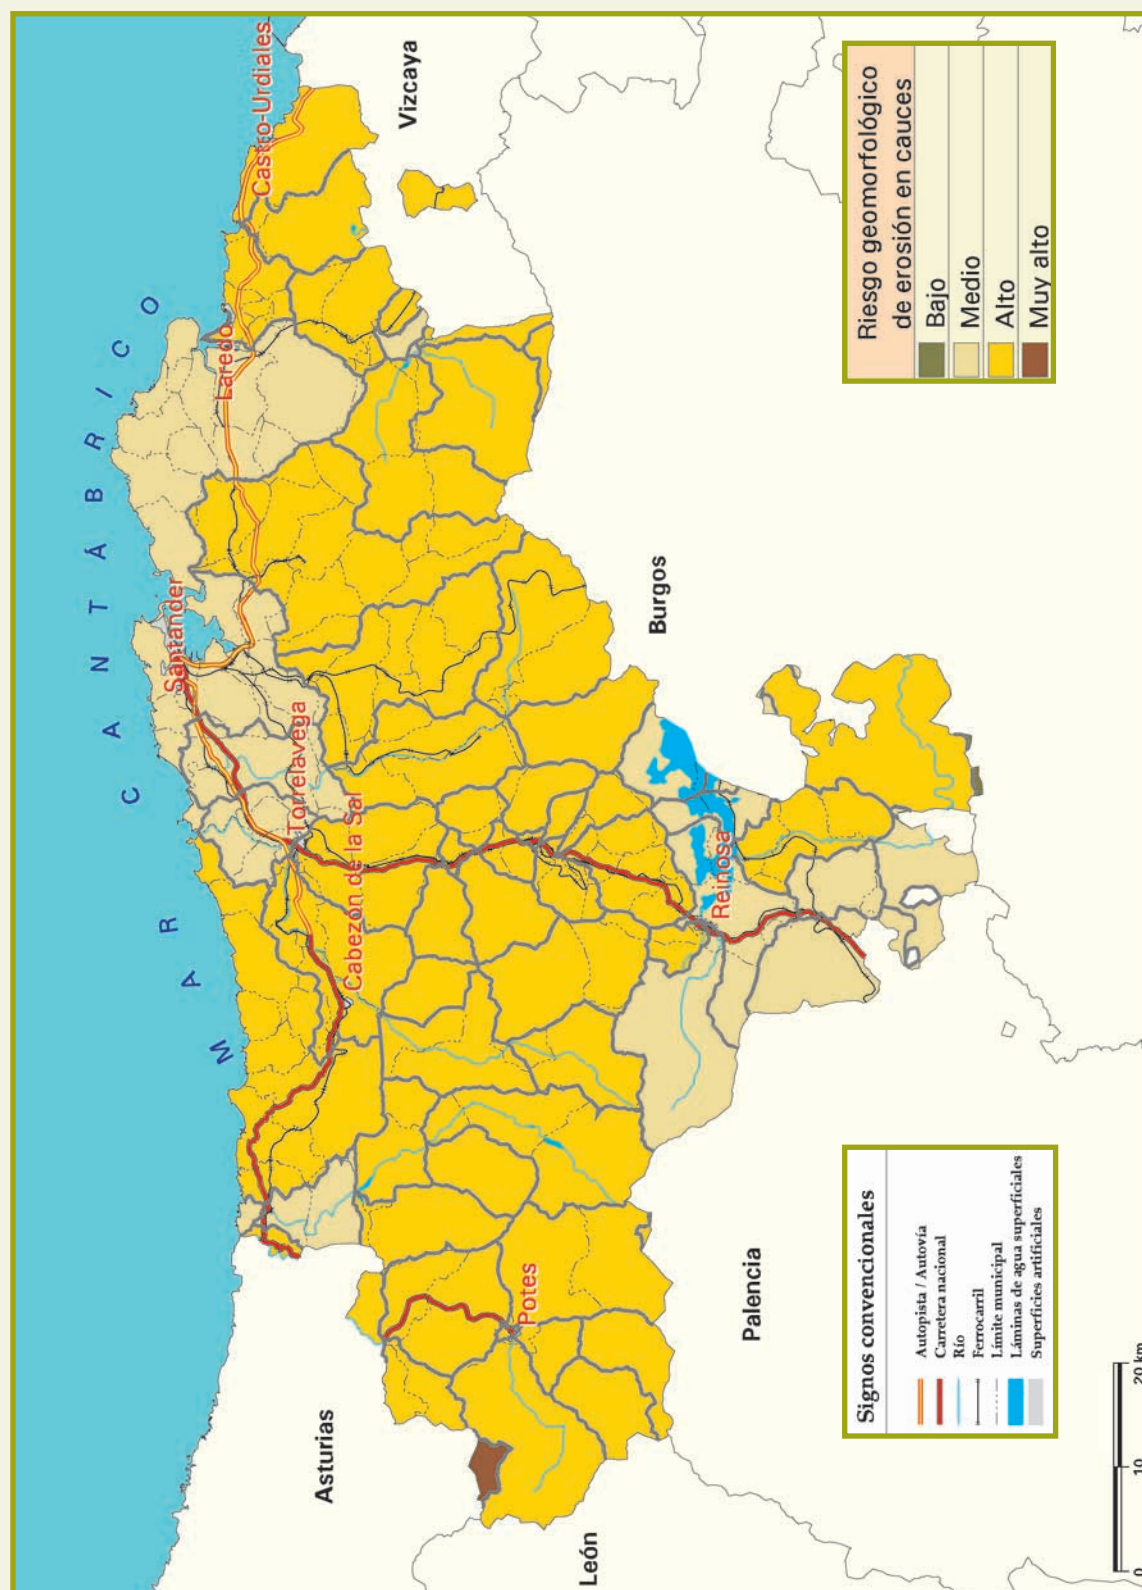 MAR CANTÁBRICO
Santander
Laredo
Castro-Urdiales
Torrelavega
Cabezón de la Sal
Reinosa
Potes
Asturias
León
Palencia
Burgos
Vizcaya
Signos convencionales
Autopista / Autovía
Carretera nacional
Río
Ferrocarril
Límite municipal
Láminas de agua superficiales
Superficies artificiales
Riesgo geomorfológico
de erosión en cauces
Bajo
Medio
Alto
Muy alto
0 10 20 km